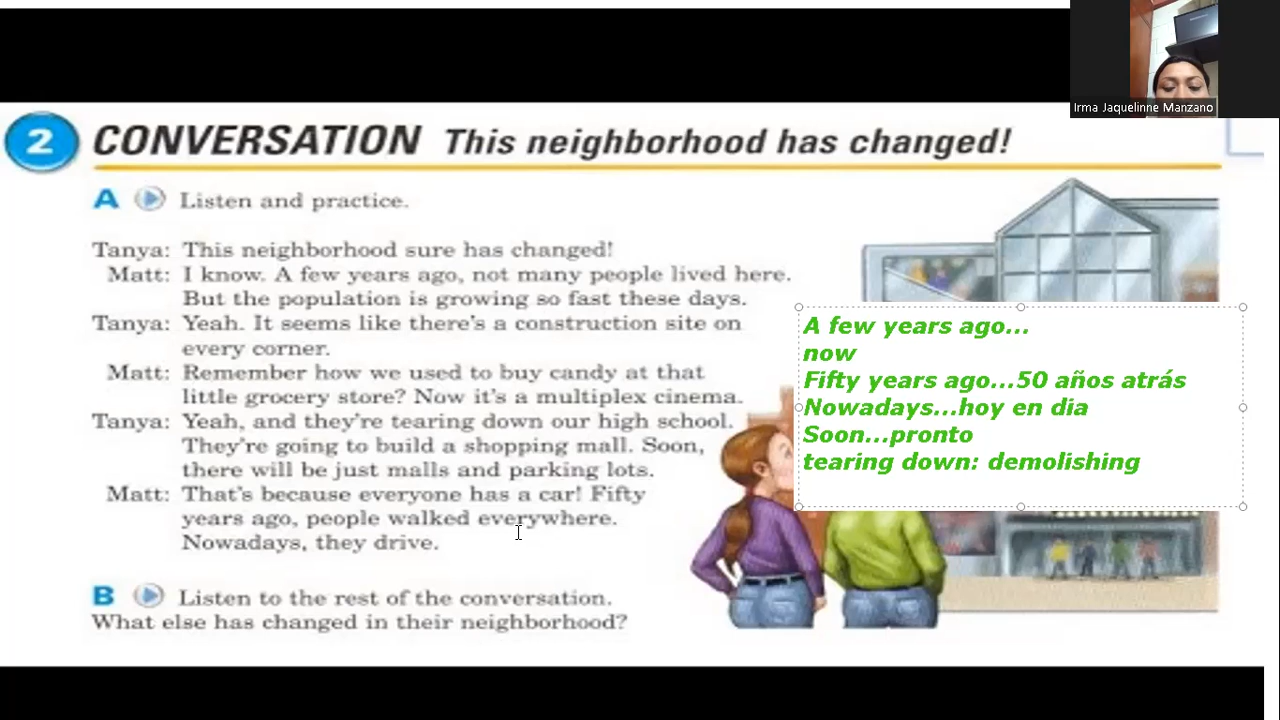 Irma Jaquelinne Manzano
2 CONVERSATION This neighborhood has changed!
A Listen and practice.
Tanya: This neighborhood sure has changed!
Matt: I know. A few years ago, not many people lived here.
But the population is growing so fast these days.
Tanya: Yeah. It seems like there's a construction site on
every corner.
Matt: Remember how we used to buy candy at that
little grocery store? Now it's a multiplex cinema.
Tanya: Yeah, and they're tearing down our high school.
They're going to build a shopping mall. Soon,
there will be just malls and parking lots.
Matt: That's because everyone has a car! Fifty
years ago, people walked everywhere.
Nowadays, they drive.
A few years ago...
now
Fifty years ago...50 años atrás
Nowadays...hoy en dia
Soon...pronto
tearing down: demolishing
B Listen to the rest of the conversation.
What else has changed in their neighborhood?